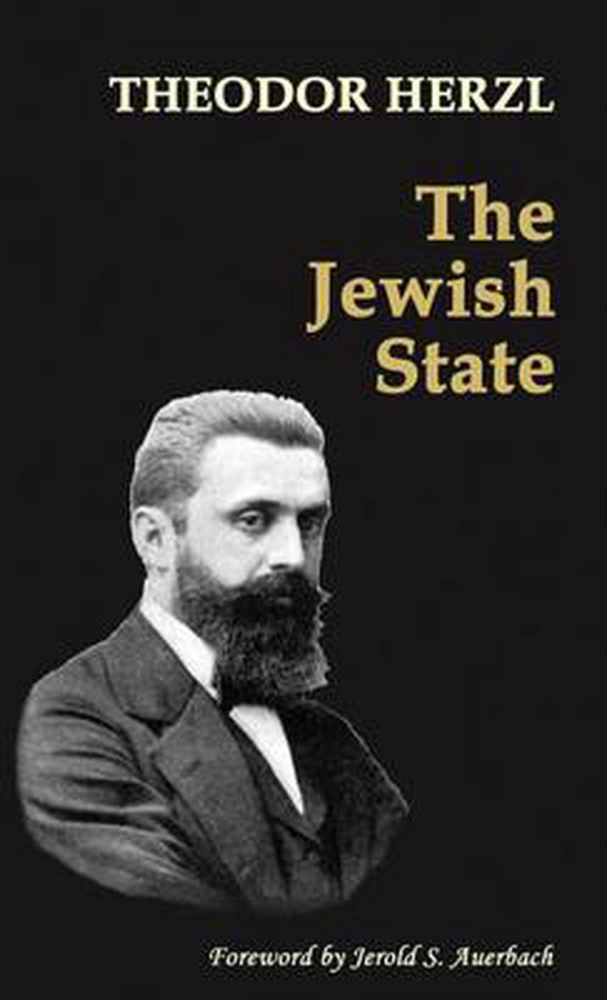 THEODOR HERZL
The
Jewish
State
Foreword by Jerold S. Auerbach